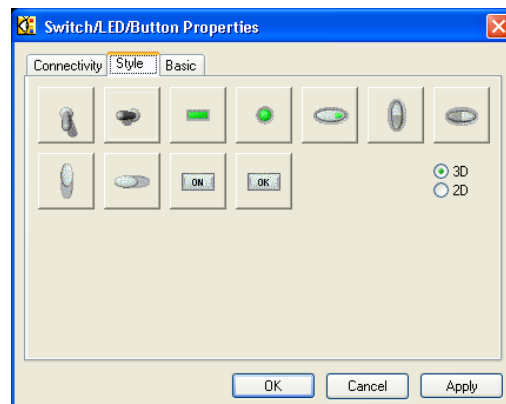 Switch/LED/Button Properties
Connectivity Style Basic
ON OK
3D
2D
OK Cancel Apply